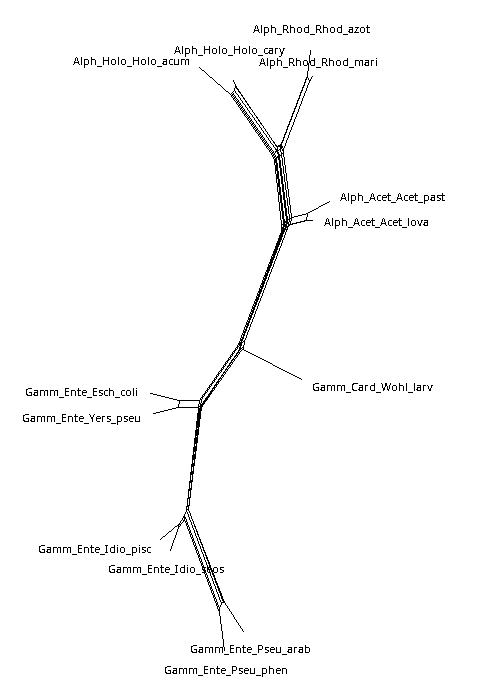 Alph_Rhod_Rhod_azot
Alph_Holo_Holo_cary
Alph_Holo_Holo_acum
Alph_Rhod_Rhod_mari
Alph_Acet_Acet_past
Alph_Acet_Acet_lova
Gamm_Card_Wohl_larv
Gamm_Ente_Esch_coli
Gamm_Ente_Yers_pseu
Gamm_Ente_Idio_pisc
Gamm_Ente_Pseu_arab
Gamm_Ente_Pseu_phen